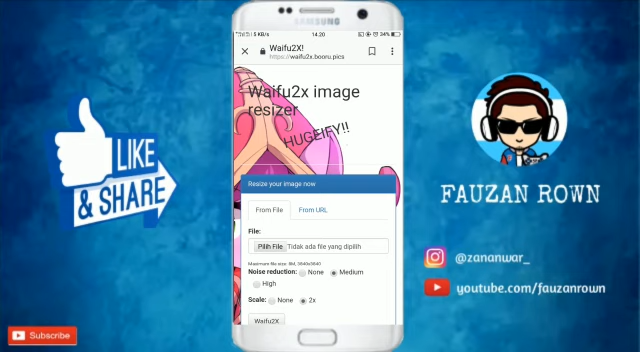 LIKE
& SHARE
SAMSUNG
5 KB/s
14.20
34%
Waifu2X!
https://waifu2x.booru.pics
Waifu2x image
resizer
HUGEIFY!!
Resize your image now
From File
From URL
File:
Pilih File Tidak ada file yang dipilih
Maximum file size: 8M, 3840x3840
Noise reduction: None Medium
High
Scale: None 2x
Waifu2X
FAUZAN ROWN
@zananwar_
youtube.com/fauzanrown
Subscribe